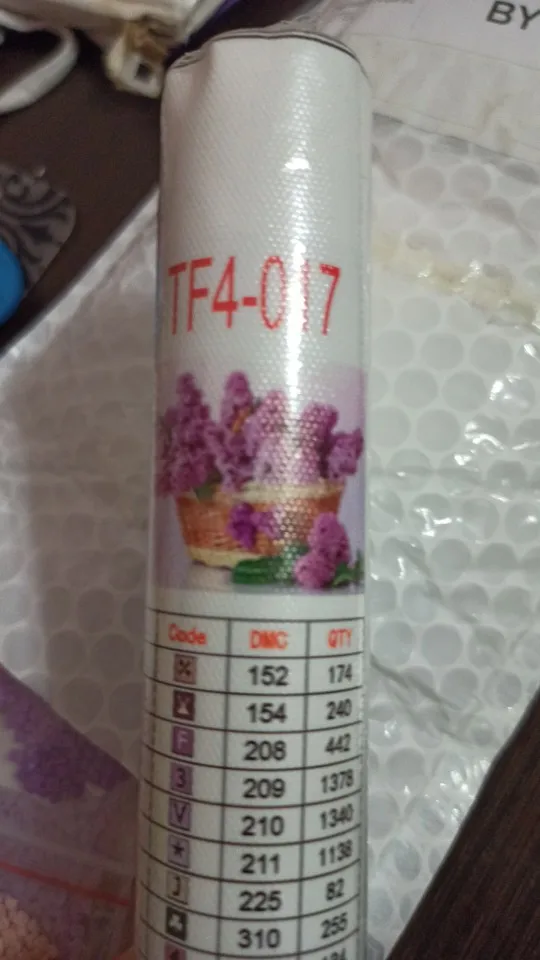 BY
TF4-017
Code DMC QTY
152 174
154 240
F 208 442
3 209 1378
V 210 1340
* 211 1138
J 225 82
♣ 310 255